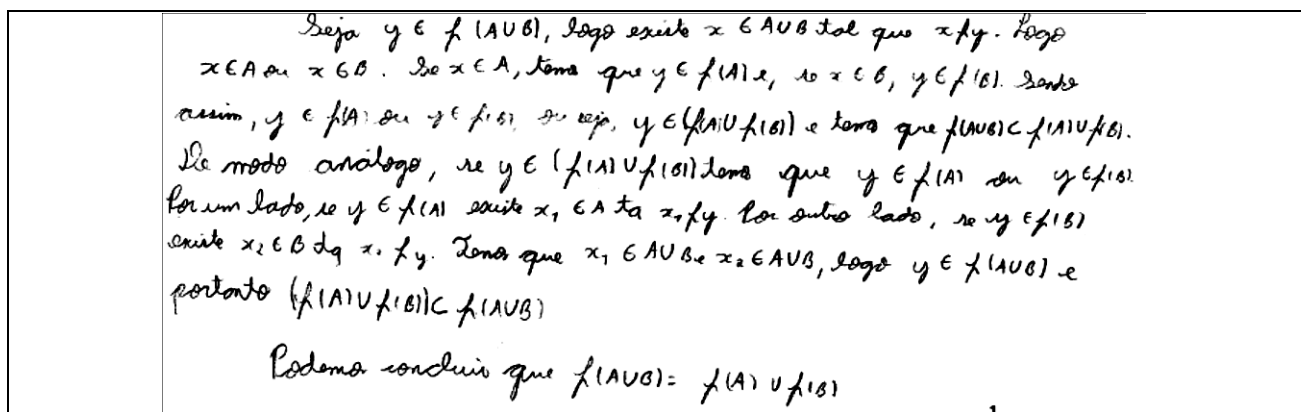 Seja y ∈ f(A∪B), logo existe x ∈ A∪B tal que x f y. Logo
x∈A ou x∈B. Se x∈A, temos que y ∈ f(A) e, se x∈B, y∈f(B). Sendo
assim, y ∈ f(A) ou y∈ f(B), ou seja, y ∈(f(A)∪f(B)) e temos que f(A∪B)⊂ f(A)∪f(B).
De modo análogo, se y ∈ (f(A)∪f(B)) temos que y ∈ f(A) ou y∈f(B).
Por um lado, se y ∈ f(A) existe x₁ ∈ A tq x₁ f y. Por outro lado, se y ∈f(B)
existe x₂ ∈ B tq x₂ f y. Temos que x₁ ∈ A∪B e x₂ ∈ A∪B, logo y ∈ f(A∪B) e
portanto (f(A)∪f(B))⊂ f(A∪B)
Podemos concluir que f(A∪B)= f(A) ∪ f(B)